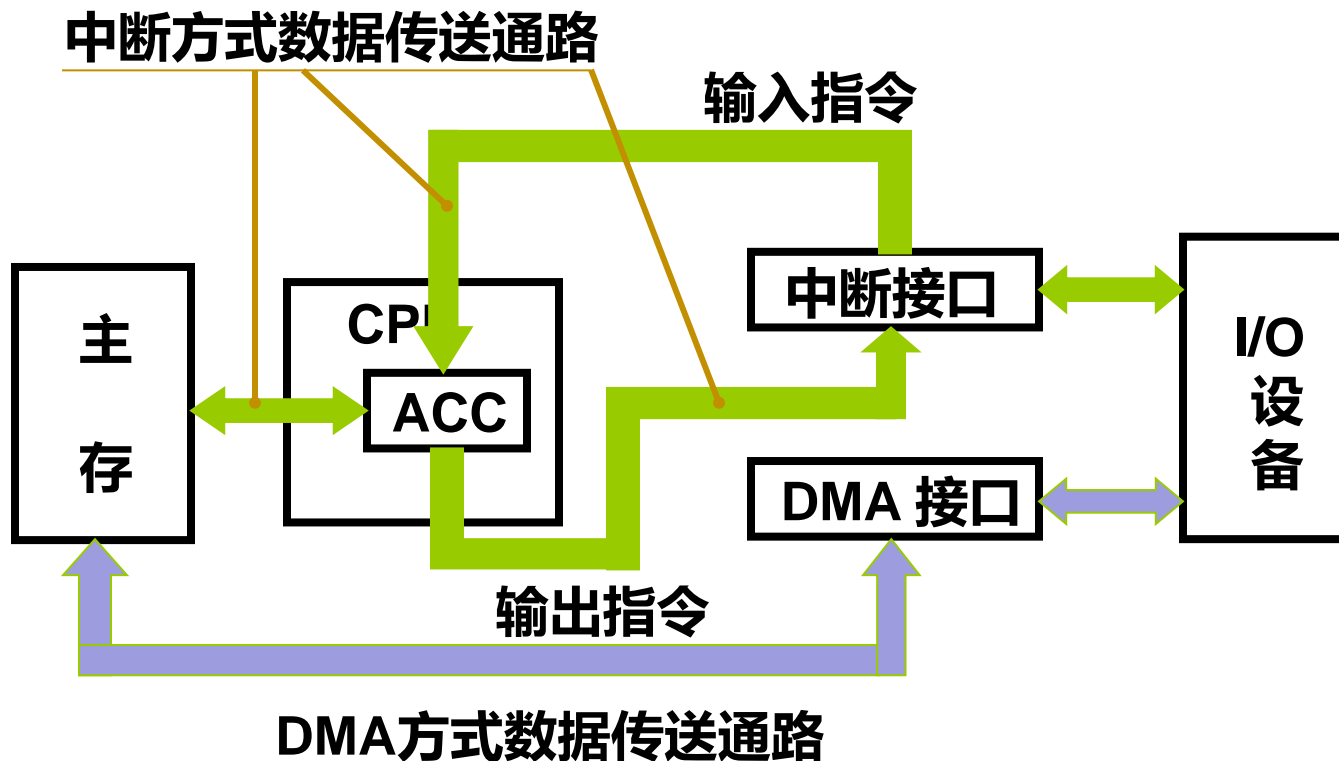 中断方式数据传送通路
输入指令
主
存
CPU
ACC
中断接口
DMA 接口
I/O
设
备
输出指令
DMA方式数据传送通路